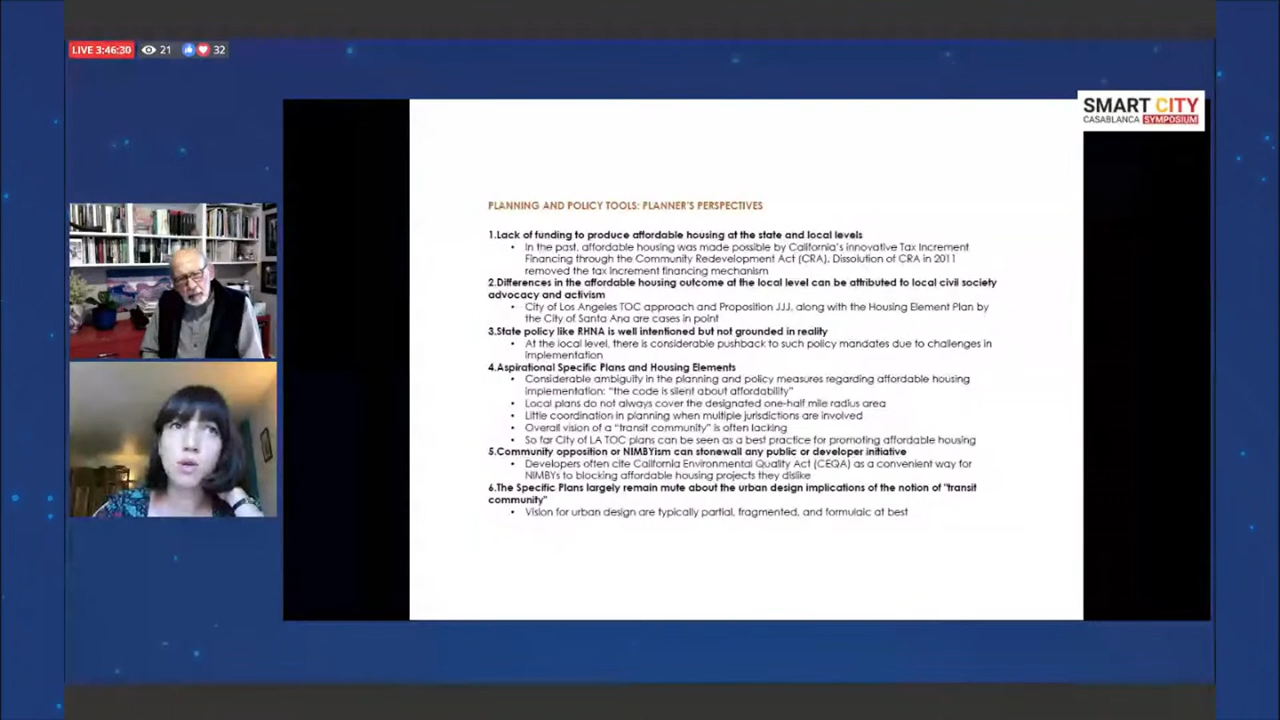 LIVE 3:46:30 21 32
SMART CITY
CASABLANCA SYMPOSIUM
PLANNING AND POLICY TOOLS: PLANNER'S PERSPECTIVES
1.Lack of funding to produce affordable housing at the state and local levels
• In the past, affordable housing was made possible by California's innovative Tax Increment
Financing through the Community Redevelopment Act (CRA). Dissolution of CRA in 2011
removed the tax increment financing mechanism
2.Differences in the affordable housing outcome at the local level can be attributed to local civil society
advocacy and activism
• City of Los Angeles TOC approach and Proposition JJJ, along with the Housing Element Plan by
the City of Santa Ana are cases in point
3.State policy like RHNA is well intentioned but not grounded in reality
• At the local level, there is considerable pushback to such policy mandates due to challenges in
implementation
4.Aspirational Specific Plans and Housing Elements
• Considerable ambiguity in the planning and policy measures regarding affordable housing
implementation: "the code is silent about affordability"
• Local plans do not always cover the designated one-half mile radius area
• Little coordination in planning when multiple jurisdictions are involved
• Overall vision of a "transit community" is often lacking
• So far City of LA TOC plans can be seen as a best practice for promoting affordable housing
5.Community opposition or NIMBYism can stonewall any public or developer initiative
• Developers often cite California Environmental Quality Act (CEQA) as a convenient way for
NIMBYs to blocking affordable housing projects they dislike
6.The Specific Plans largely remain mute about the urban design implications of the notion of "transit
community"
• Vision for urban design are typically partial, fragmented, and formulaic at best